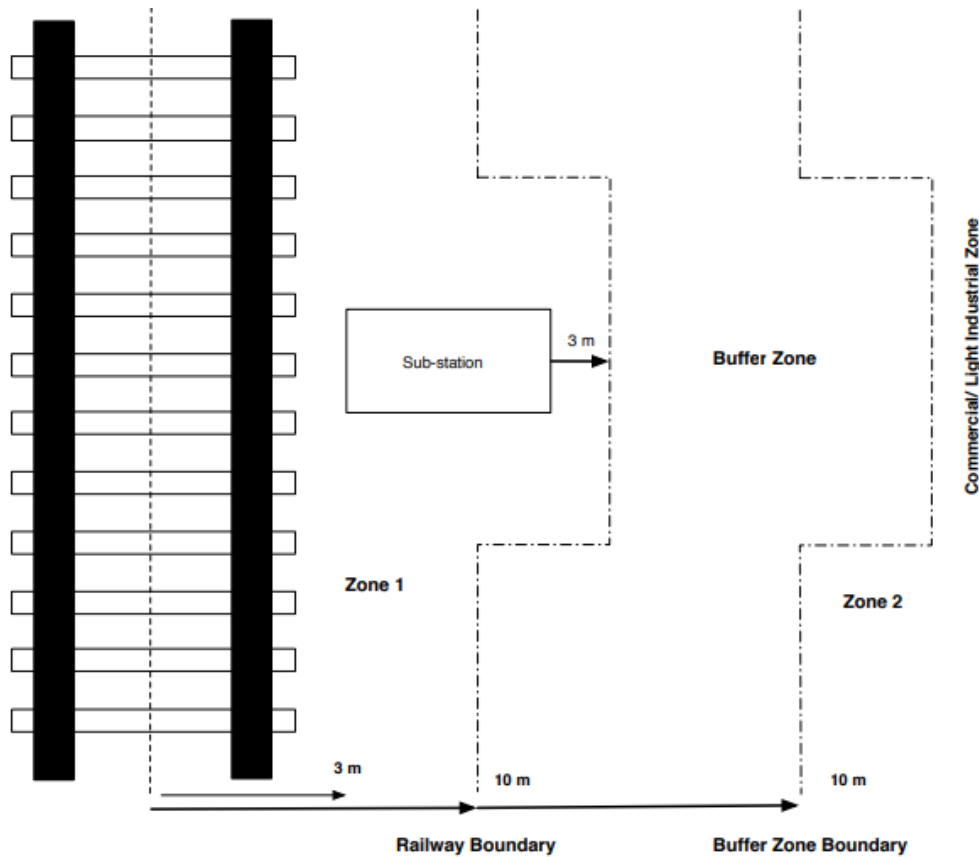 Commercial/ Light Industrial Zone
3 m
Sub-station
Buffer Zone
Zone 1
Zone 2
3 m
10 m
10 m
Railway Boundary
Buffer Zone Boundary